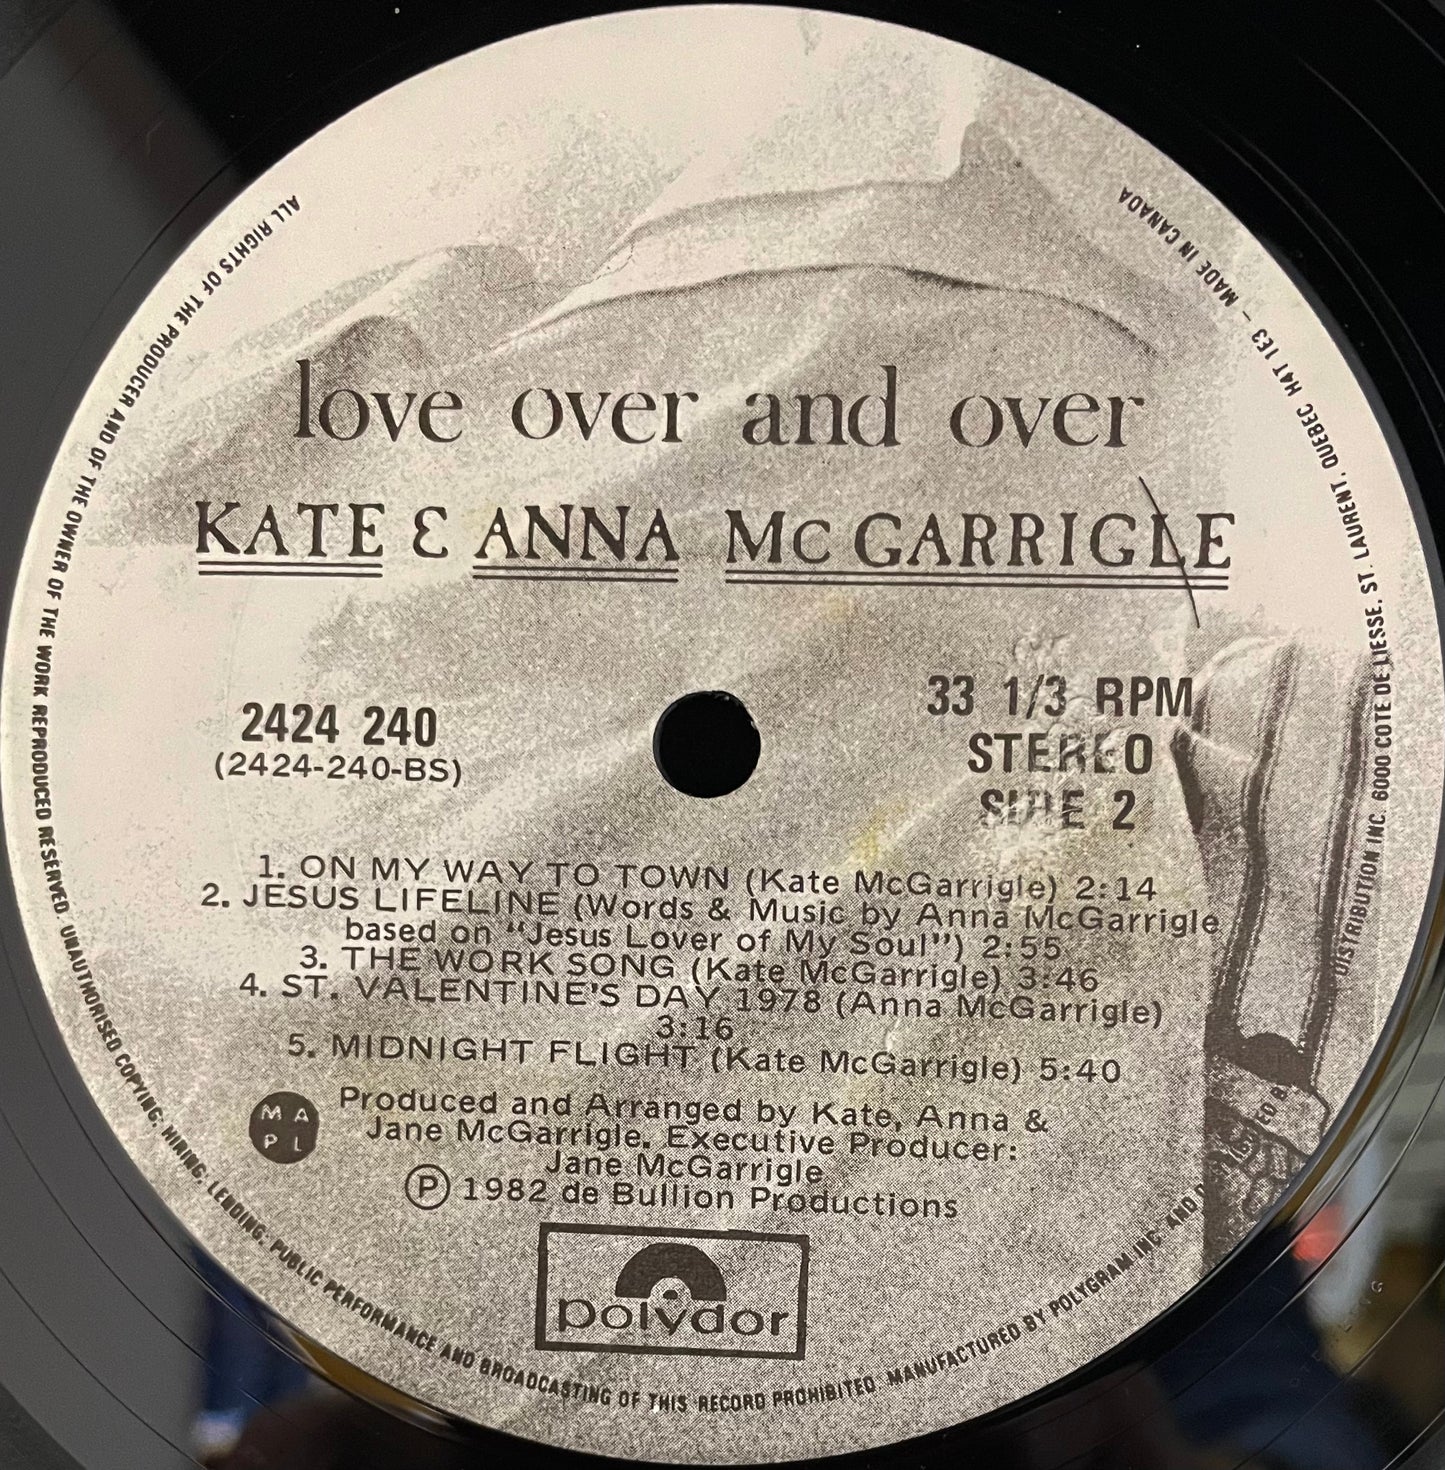 love over and over
KATE & ANNA McGARRIGLE
2424 240
(2424-240-BS)
33 1/3 RPM
STEREO
SIDE 2
1. ON MY WAY TO TOWN (Kate McGarrigle) 2:14
2. JESUS LIFELINE (Words & Music by Anna McGarrigle
based on "Jesus Lover of My Soul") 2:55
3. THE WORK SONG (Kate McGarrigle) 3:46
4. ST. VALENTINE'S DAY 1978 (Anna McGarrigle)
3:16
5. MIDNIGHT FLIGHT (Kate McGarrigle) 5:40
MAPL
Produced and Arranged by Kate, Anna &
Jane McGarrigle. Executive Producer:
Jane McGarrigle
Ⓟ 1982 de Bullion Productions
polydor
ALL RIGHTS OF THE PRODUCER AND OF THE OWNER OF THE WORK REPRODUCED RESERVED. UNAUTHORISED COPYING, HIRING, LENDING, PUBLIC PERFORMANCE AND BROADCASTING OF THIS RECORD PROHIBITED. MANUFACTURED BY POLYGRAM INC. AND DISTRIBUTION INC. 6000 COTE DE LIESSE, ST. LAURENT, QUEBEC H4T 1E3 – MADE IN CANADA